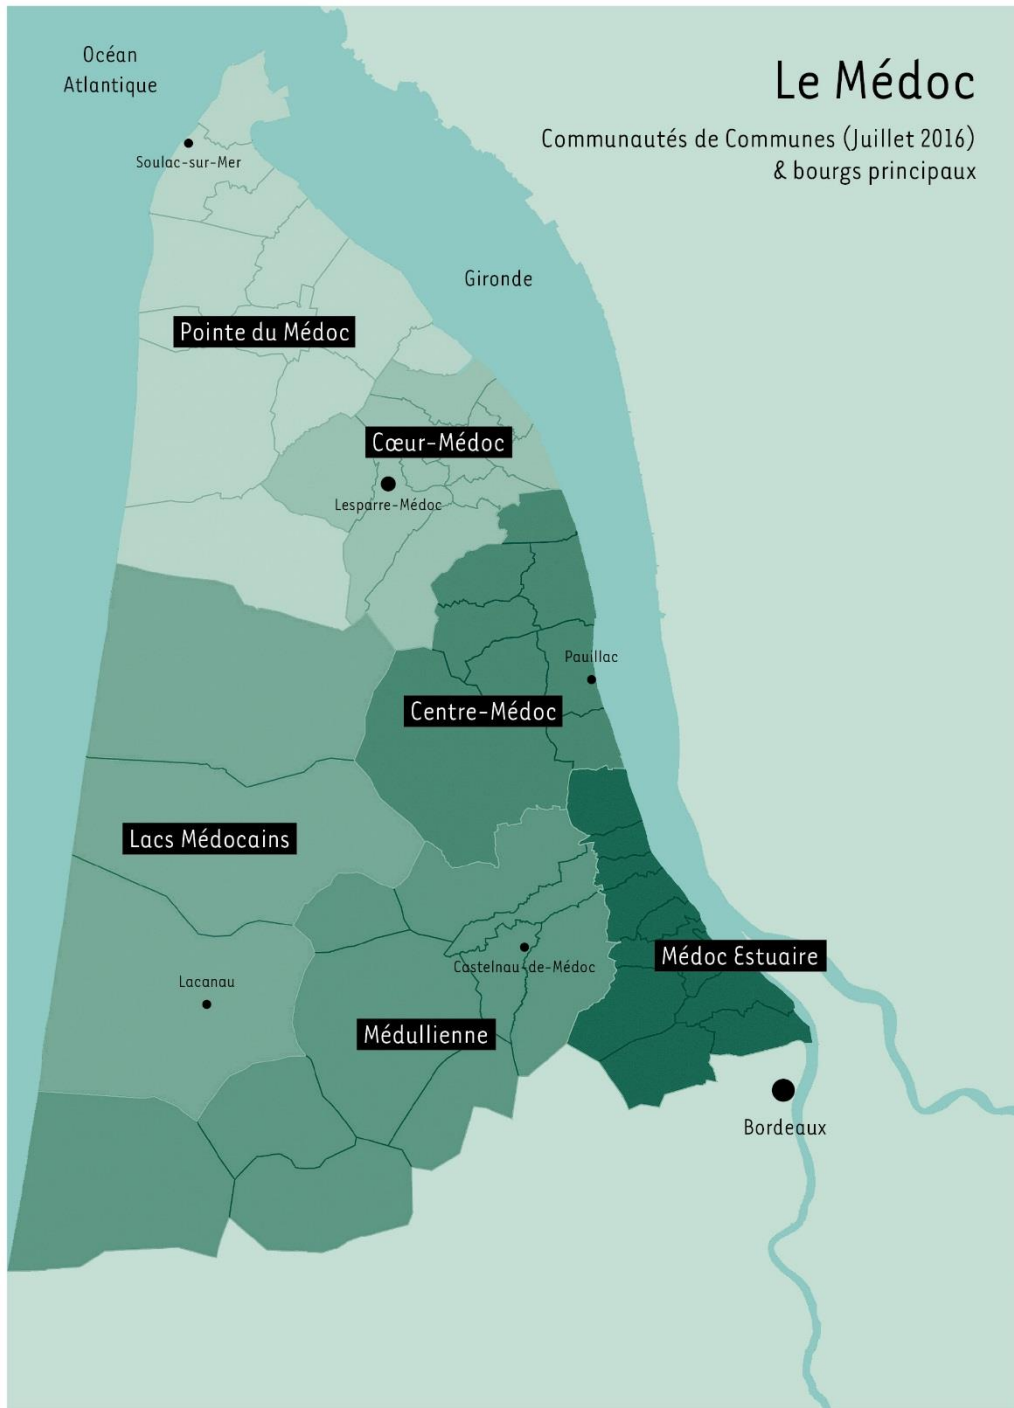 Océan
Atlantique
Le Médoc
Communautés de Communes (Juillet 2016)
& bourgs principaux
Soulac-sur-Mer
Gironde
Pointe du Médoc
Cœur-Médoc
Lesparre-Médoc
Pauillac
Centre-Médoc
Lacs Médocains
Castelnau-de-Médoc
Médoc Estuaire
Lacanau
Médullienne
Bordeaux